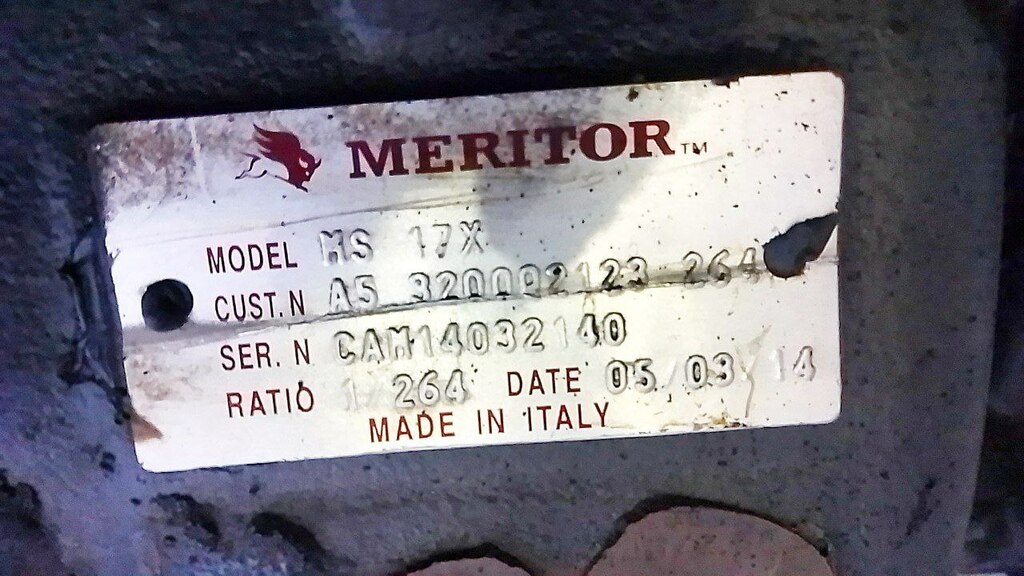 MERITOR™
MODEL MS 17X
CUST.N A5 320002123 264
SER. N CAM14032140
RATIO 1/264 DATE 05/03/14
MADE IN ITALY